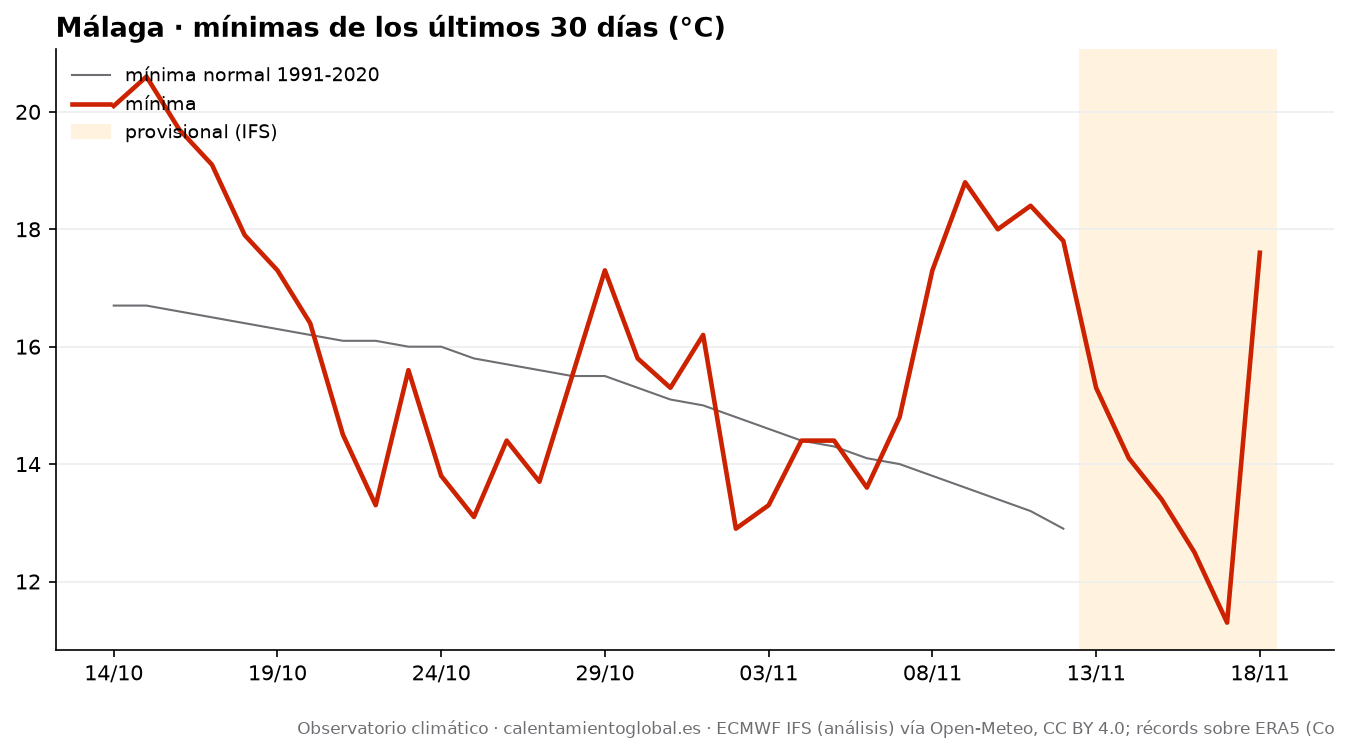 Málaga · mínimas de los últimos 30 días (°C)
mínima normal 1991-2020
mínima
provisional (IFS)
20
18
16
14
12
14/10 19/10 24/10 29/10 03/11 08/11 13/11 18/11
Observatorio climático · calentamientoglobal.es · ECMWF IFS (análisis) vía Open-Meteo, CC BY 4.0; récords sobre ERA5 (Co